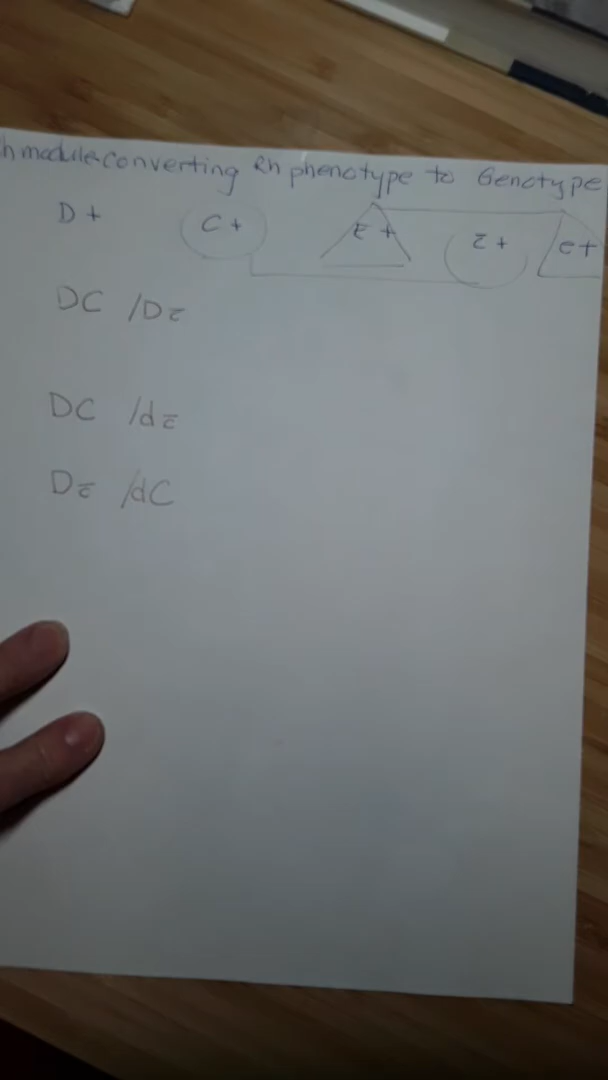 h module converting Rh phenotype to Genotype
D + C + E + c̄ + e +
DC /Dc̄
DC /dc̄
Dc̄ /dC